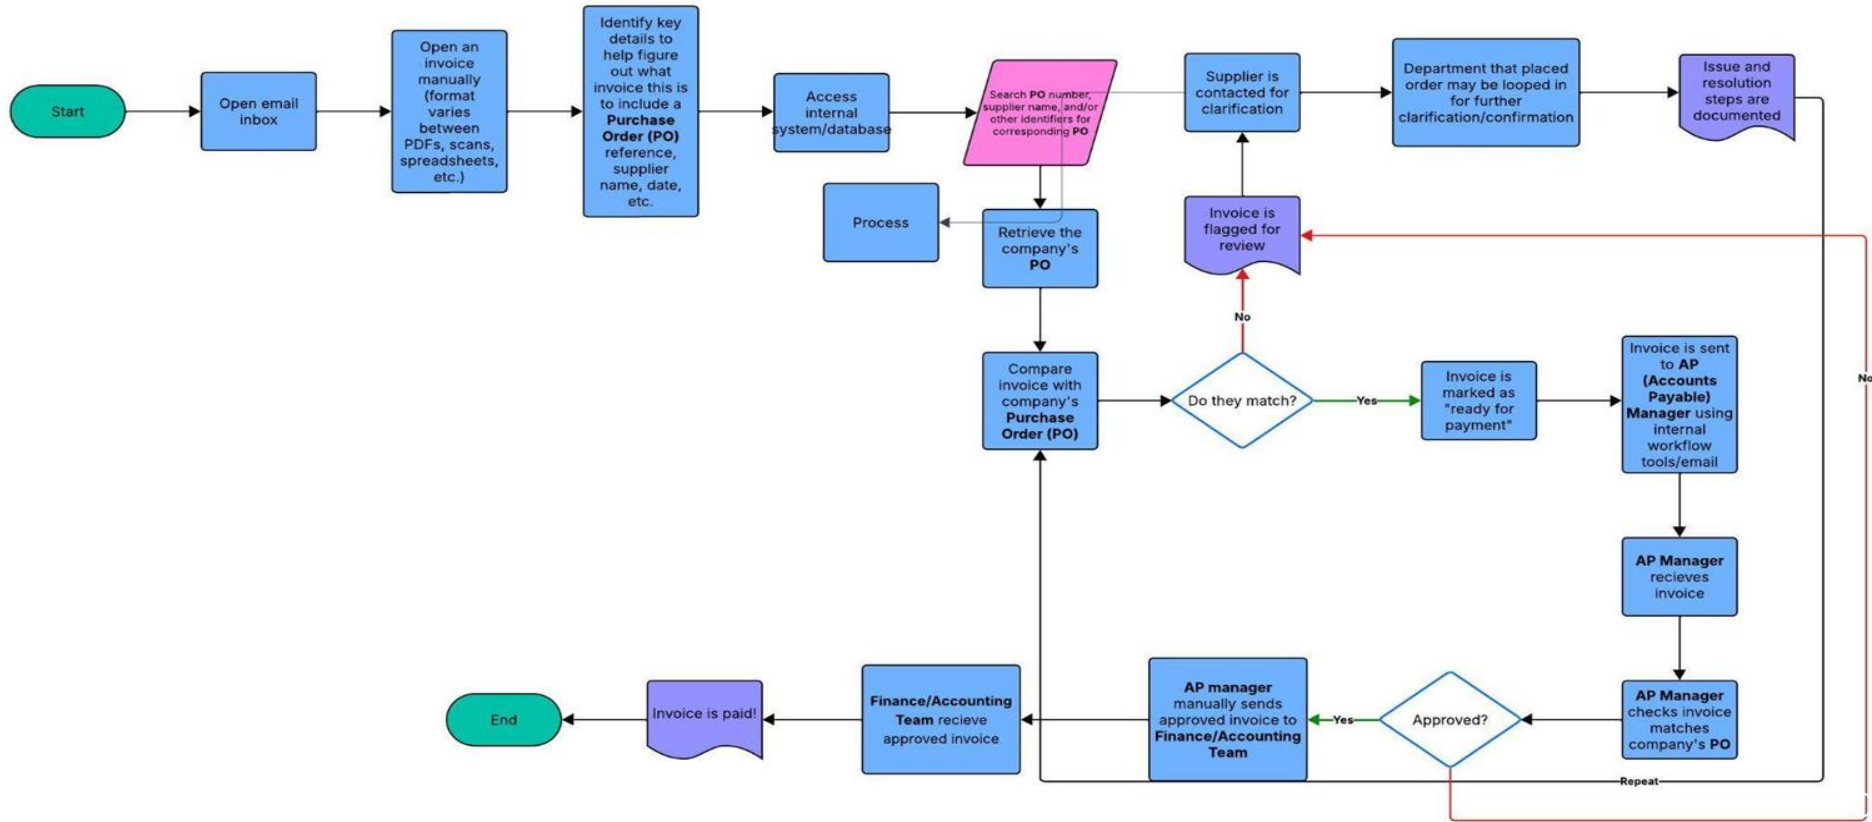 Start
Open email
inbox
Open an
invoice
manually
(format
varies
between
PDFs, scans,
spreadsheets,
etc.)
Identify key
details to
help figure
out what
invoice this is
to include a
Purchase
Order (PO)
reference,
supplier
name, date,
etc.
Access
internal
system/database
Search PO number,
supplier name, and/or
other identifiers for
corresponding PO
Supplier is
contacted for
clarification
Department that placed
order may be looped in
for further
clarification/confirmation
Issue and
resolution
steps are
documented
Process
Retrieve the
company's
PO
Invoice is
flagged for
review
No
Compare
invoice with
company's
Purchase
Order (PO)
Do they match?
Yes
Invoice is
marked as
"ready for
payment"
Invoice is sent
to AP
(Accounts
Payable)
Manager using
internal
workflow
tools/email
No
AP Manager
recieves
invoice
AP Manager
checks invoice
matches
company's PO
Approved?
Yes
AP manager
manually sends
approved invoice to
Finance/Accounting
Team
Finance/Accounting
Team recieve
approved invoice
Invoice is paid!
End
Repeat